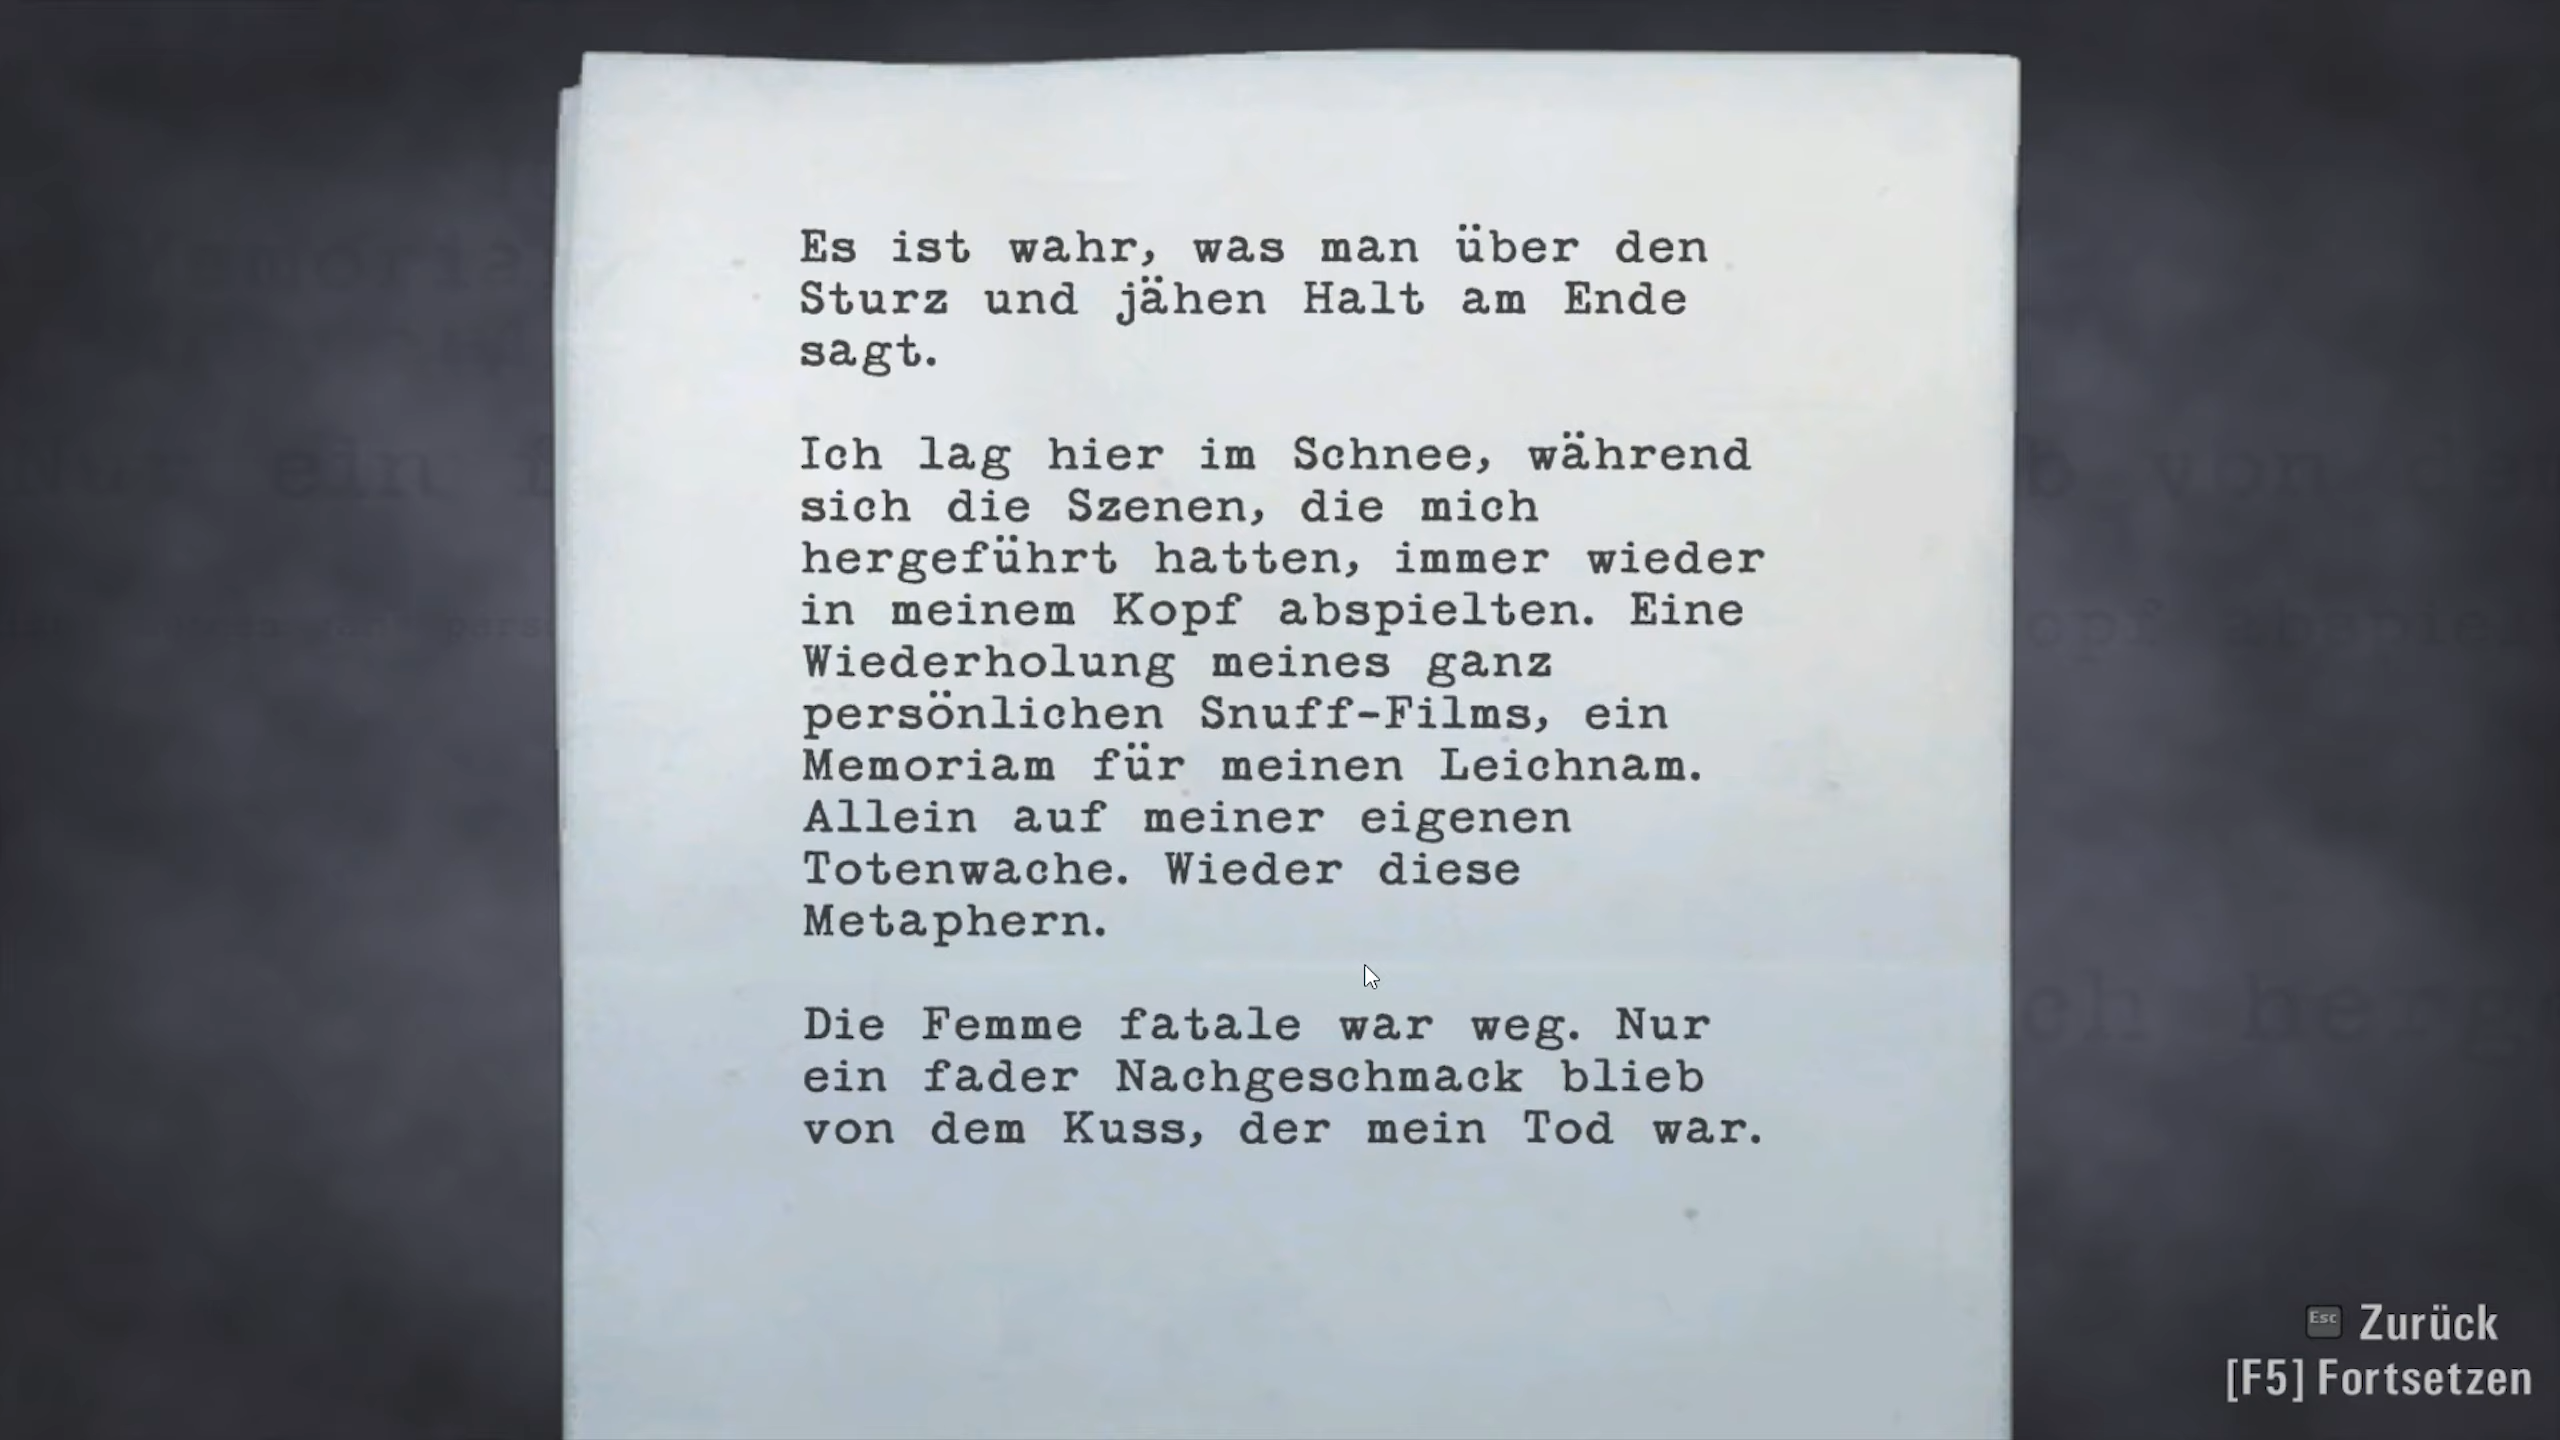 Es ist wahr, was man über den
Sturz und jähen Halt am Ende
sagt.
Ich lag hier im Schnee, während
sich die Szenen, die mich
hergeführt hatten, immer wieder
in meinem Kopf abspielten. Eine
Wiederholung meines ganz
persönlichen Snuff-Films, ein
Memoriam für meinen Leichnam.
Allein auf meiner eigenen
Totenwache. Wieder diese
Metaphern.
Die Femme fatale war weg. Nur
ein fader Nachgeschmack blieb
von dem Kuss, der mein Tod war.
Esc Zurück
[F5] Fortsetzen